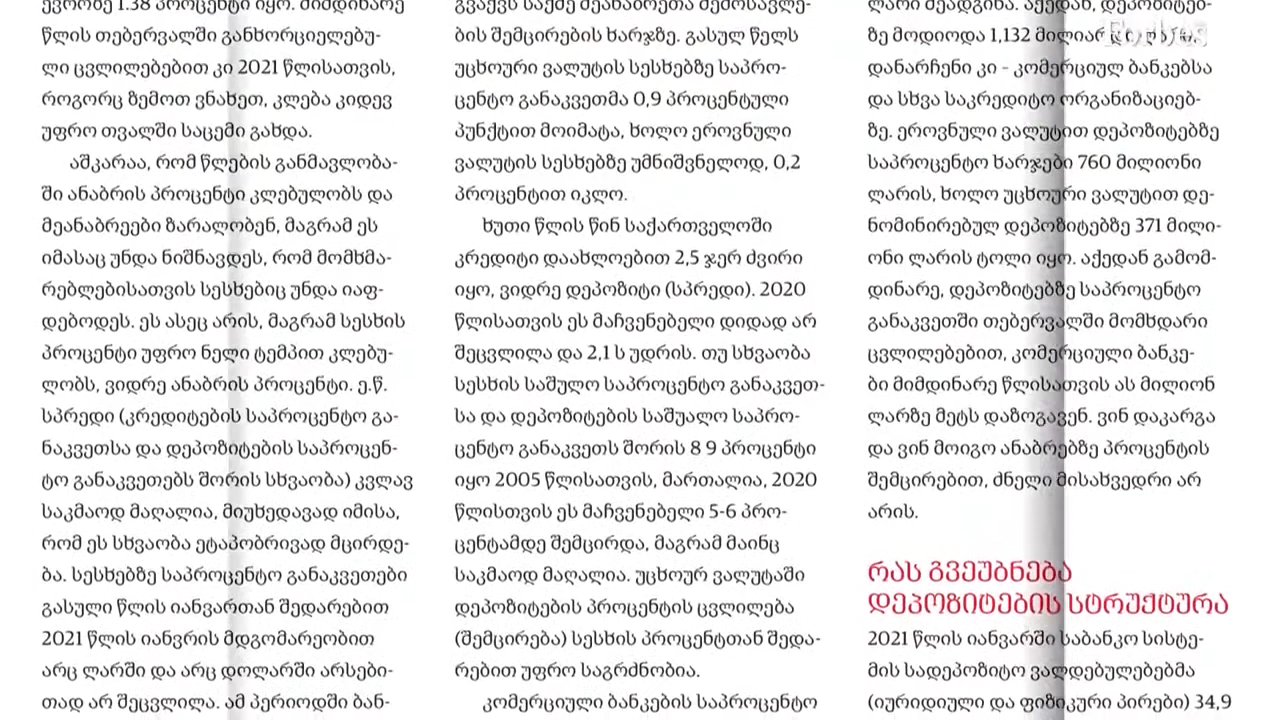 ევროზე 1.38 პროცენტი იყო. მიმდინარე
წლის თებერვალში განხორციელებუ-
ლი ცვლილებებით კი 2021 წლისათვის,
როგორც ზემოთ ვნახეთ, კლება კიდევ
უფრო თვალში საცემი გახდა.
აშკარაა, რომ წლების განმავლობა-
ში ანაბრის პროცენტი კლებულობს და
მეანაბრეები ზარალობენ, მაგრამ ეს
იმასაც უნდა ნიშნავდეს, რომ მომხმა-
რებლებისათვის სესხებიც უნდა იაფ-
დებოდეს. ეს ასეც არის, მაგრამ სესხის
პროცენტი უფრო ნელი ტემპით კლებუ-
ლობს, ვიდრე ანაბრის პროცენტი. ე.წ.
სპრედი (კრედიტების საპროცენტო გა-
ნაკვეთსა და დეპოზიტების საპროცენ-
ტო განაკვეთებს შორის სხვაობა) კვლავ
საკმაოდ მაღალია, მიუხედავად იმისა,
რომ ეს სხვაობა ეტაპობრივად მცირდე-
ბა. სესხებზე საპროცენტო განაკვეთები
გასული წლის იანვართან შედარებით
2021 წლის იანვრის მდგომარეობით
არც ლარში და არც დოლარში არსები-
თად არ შეცვლილა. ამ პერიოდში ბან-
გვაქვს საქმე მეანაბრეთა შემოსავლე-
ბის შემცირების ხარჯზე. გასულ წელს
უცხოური ვალუტის სესხებზე საპრო-
ცენტო განაკვეთმა 0,9 პროცენტული
პუნქტით მოიმატა, ხოლო ეროვნული
ვალუტის სესხებზე უმნიშვნელოდ, 0,2
პროცენტით იკლო.
ხუთი წლის წინ საქართველოში
კრედიტი დაახლოებით 2,5 ჯერ ძვირი
იყო, ვიდრე დეპოზიტი (სპრედი). 2020
წლისათვის ეს მაჩვენებელი დიდად არ
შეცვლილა და 2,1 ს უდრის. თუ სხვაობა
სესხის საშულო საპროცენტო განაკვეთ-
სა და დეპოზიტების საშუალო საპრო-
ცენტო განაკვეთს შორის 8 9 პროცენტი
იყო 2005 წლისათვის, მართალია, 2020
წლისთვის ეს მაჩვენებელი 5-6 პრო-
ცენტამდე შემცირდა, მაგრამ მაინც
საკმაოდ მაღალია. უცხოურ ვალუტაში
დეპოზიტების პროცენტის ცვლილება
(შემცირება) სესხის პროცენტთან შედა-
რებით უფრო საგრძნობია.
კომერციული ბანკების საპროცენტო
ლარი შეადგინა. აქედან, დეპოზიტებ-
ზე მოდიოდა 1,132 მილიარდი
დანარჩენი კი - კომერციულ ბანკებსა
და სხვა საკრედიტო ორგანიზაციებ-
ზე. ეროვნული ვალუტით დეპოზიტებზე
საპროცენტო ხარჯები 760 მილიონი
ლარის, ხოლო უცხოური ვალუტით დე-
ნომინირებულ დეპოზიტებზე 371 მილი-
ონი ლარის ტოლი იყო. აქედან გამომ-
დინარე, დეპოზიტებზე საპროცენტო
განაკვეთში თებერვალში მომხდარი
ცვლილებებით, კომერციული ბანკე-
ბი მიმდინარე წლისათვის ას მილიონ
ლარზე მეტს დაზოგავენ. ვინ დაკარგა
და ვინ მოიგო ანაბრებზე პროცენტის
შემცირებით, ძნელი მისახვედრი არ
არის.
რას გვეუბნება
დეპოზიტების სტრუქტურა
2021 წლის იანვარში საბანკო სისტე-
მის სადეპოზიტო ვალდებულებებმა
(იურიდიული და ფიზიკური პირები) 34,9